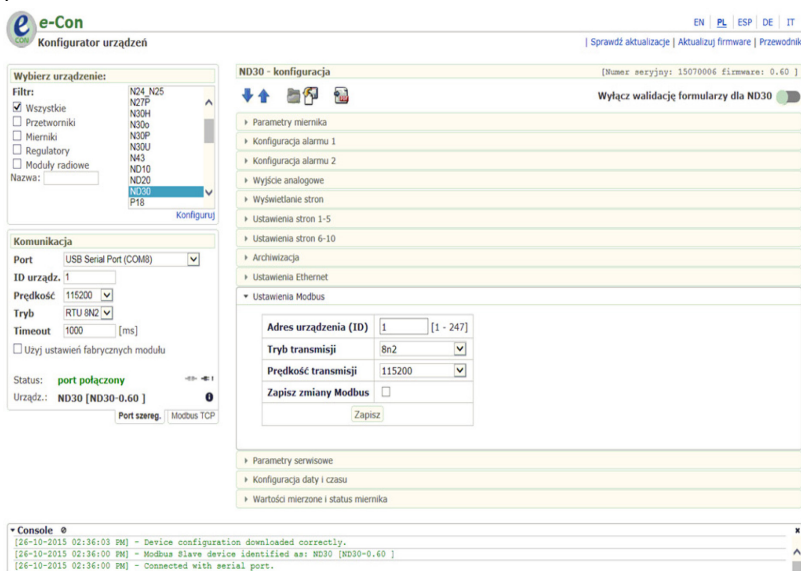 e-Con
Konfigurator urządzeń
EN | PL | ESP | DE | IT
| Sprawdź aktualizacje | Aktualizuj firmware | Przewodnik
Wybierz urządzenie:
Filtr:
Wszystkie
Przetworniki
Mierniki
Regulatory
Moduły radiowe
Nazwa:
N24_N25
N27P
N30H
N30o
N30P
N30U
N43
ND10
ND20
ND30
P18
Konfiguruj
Komunikacja
Port USB Serial Port (COM8)
ID urządz. 1
Prędkość 115200
Tryb RTU 8N2
Timeout 1000 [ms]
Użyj ustawień fabrycznych modułu
Status: port połączony
Urządz.: ND30 [ND30-0.60 ]
Port szereg. Modbus TCP
ND30 - konfiguracja
[Numer seryjny: 15070006 firmware: 0.60 ]
Wyłącz walidację formularzy dla ND30
Parametry miernika
Konfiguracja alarmu 1
Konfiguracja alarmu 2
Wyjście analogowe
Wyświetlanie stron
Ustawienia stron 1-5
Ustawienia stron 6-10
Archiwizacja
Ustawienia Ethernet
Ustawienia Modbus
Adres urządzenia (ID) 1 [1 - 247]
Tryb transmisji 8n2
Prędkość transmisji 115200
Zapisz zmiany Modbus
Zapisz
Parametry serwisowe
Konfiguracja daty i czasu
Wartości mierzone i status miernika
Console
[26-10-2015 02:36:03 PM] - Device configuration downloaded correctly.
[26-10-2015 02:36:00 PM] - Modbus Slave device identified as: ND30 [ND30-0.60 ]
[26-10-2015 02:36:00 PM] - Connected with serial port.